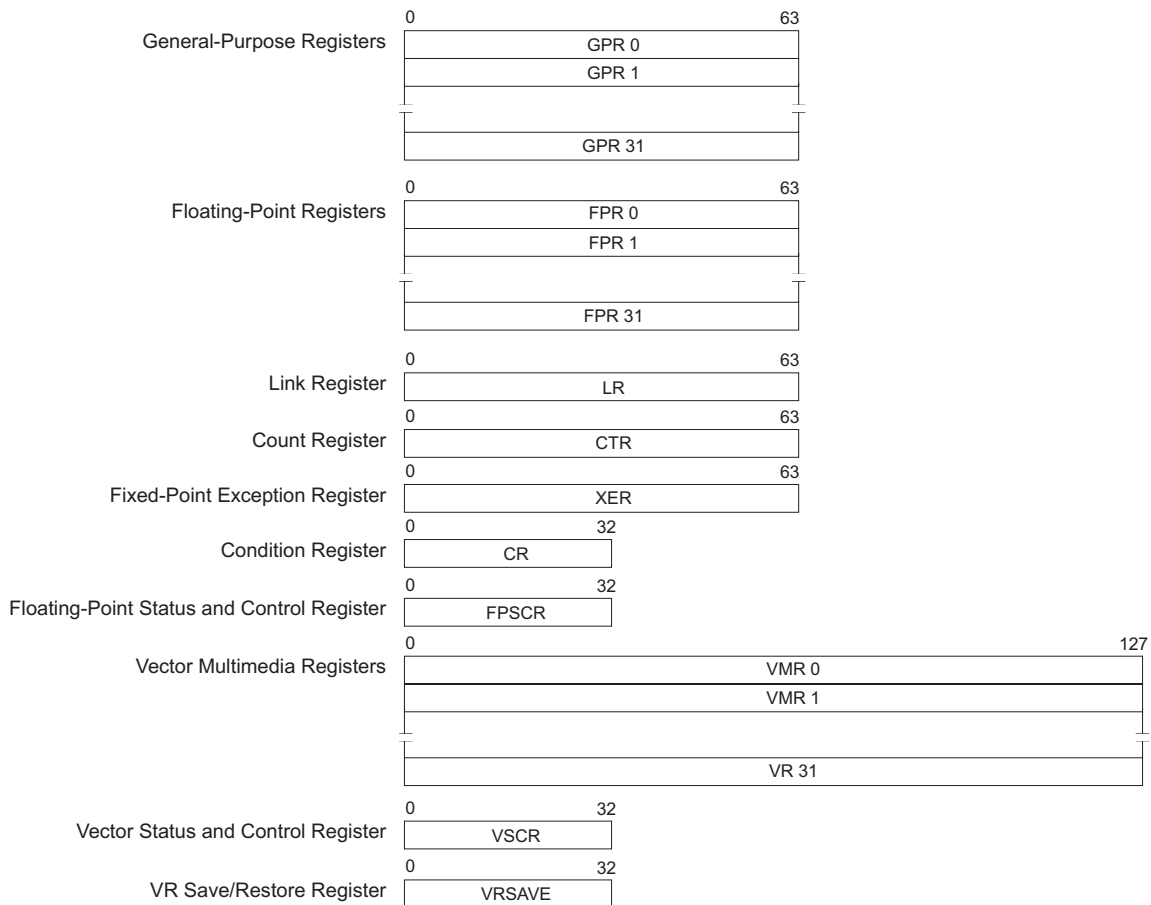 0 63
General-Purpose Registers GPR 0
GPR 1
GPR 31
0 63
Floating-Point Registers FPR 0
FPR 1
FPR 31
0 63
Link Register LR
0 63
Count Register CTR
0 63
Fixed-Point Exception Register XER
0 32
Condition Register CR
0 32
Floating-Point Status and Control Register FPSCR
0 127
Vector Multimedia Registers VMR 0
VMR 1
VR 31
0 32
Vector Status and Control Register VSCR
0 32
VR Save/Restore Register VRSAVE